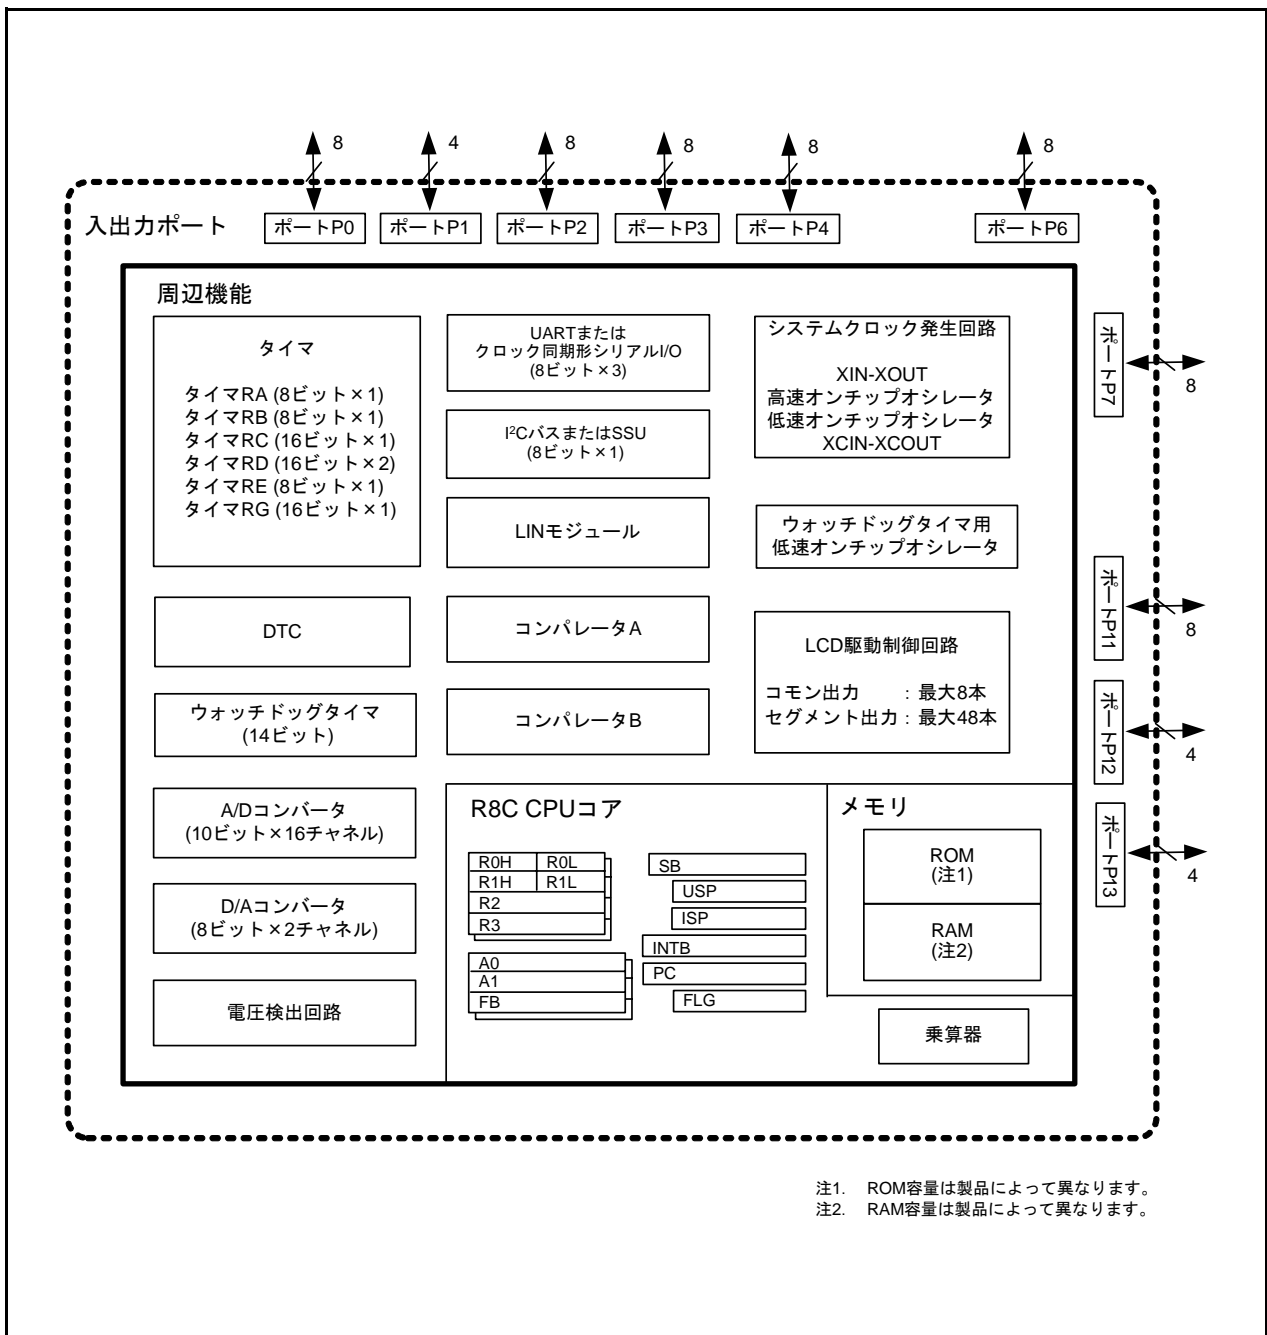 8
4
8
8
8
8
入出力ポート
ポートP0
ポートP1
ポートP2
ポートP3
ポートP4
ポートP6
周辺機能
タイマ
タイマRA (8ビット×1)
タイマRB (8ビット×1)
タイマRC (16ビット×1)
タイマRD (16ビット×2)
タイマRE (8ビット×1)
タイマRG (16ビット×1)
DTC
ウォッチドッグタイマ
(14ビット)
A/Dコンバータ
(10ビット×16チャネル)
D/Aコンバータ
(8ビット×2チャネル)
電圧検出回路
UARTまたは
クロック同期形シリアルI/O
(8ビット×3)
I²CバスまたはSSU
(8ビット×1)
LINモジュール
コンパレータA
コンパレータB
システムクロック発生回路
XIN-XOUT
高速オンチップオシレータ
低速オンチップオシレータ
XCIN-XCOUT
ウォッチドッグタイマ用
低速オンチップオシレータ
LCD駆動制御回路
コモン出力 : 最大8本
セグメント出力 : 最大48本
R8C CPUコア
R0H R0L
R1H R1L
R2
R3
A0
A1
FB
SB
USP
ISP
INTB
PC
FLG
メモリ
ROM
(注1)
RAM
(注2)
乗算器
ポートP7
8
ポートP11
8
ポートP12
4
ポートP13
4
注1. ROM容量は製品によって異なります。
注2. RAM容量は製品によって異なります。